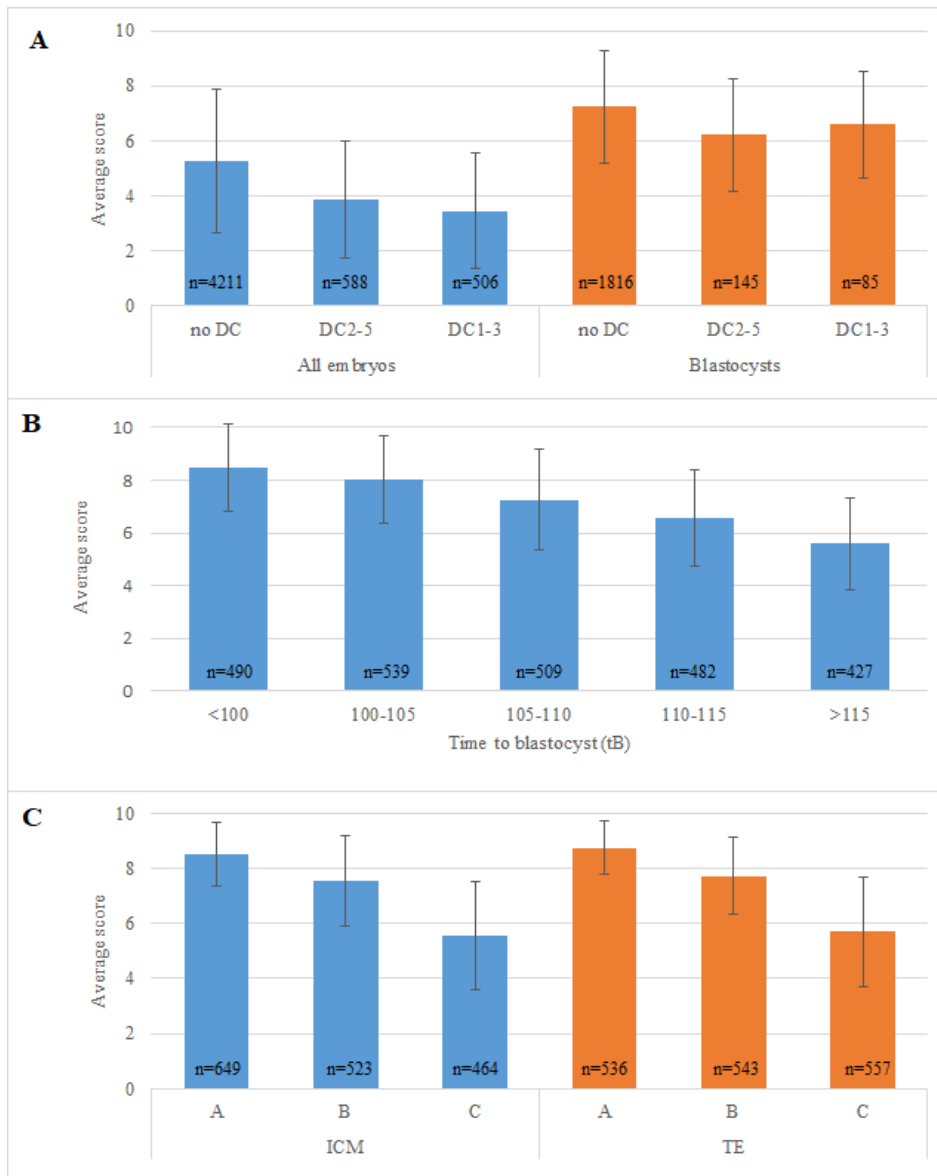 A
Average score
10
8
6
4
2
0
n=4211
n=588
n=506
n=1816
n=145
n=85
no DC
DC2-5
DC1-3
no DC
DC2-5
DC1-3
All embryos
Blastocysts
B
Average score
10
8
6
4
2
0
n=490
n=539
n=509
n=482
n=427
<100
100-105
105-110
110-115
>115
Time to blastocyst (tB)
C
Average score
10
8
6
4
2
0
n=649
n=523
n=464
n=536
n=543
n=557
A
B
C
A
B
C
ICM
TE